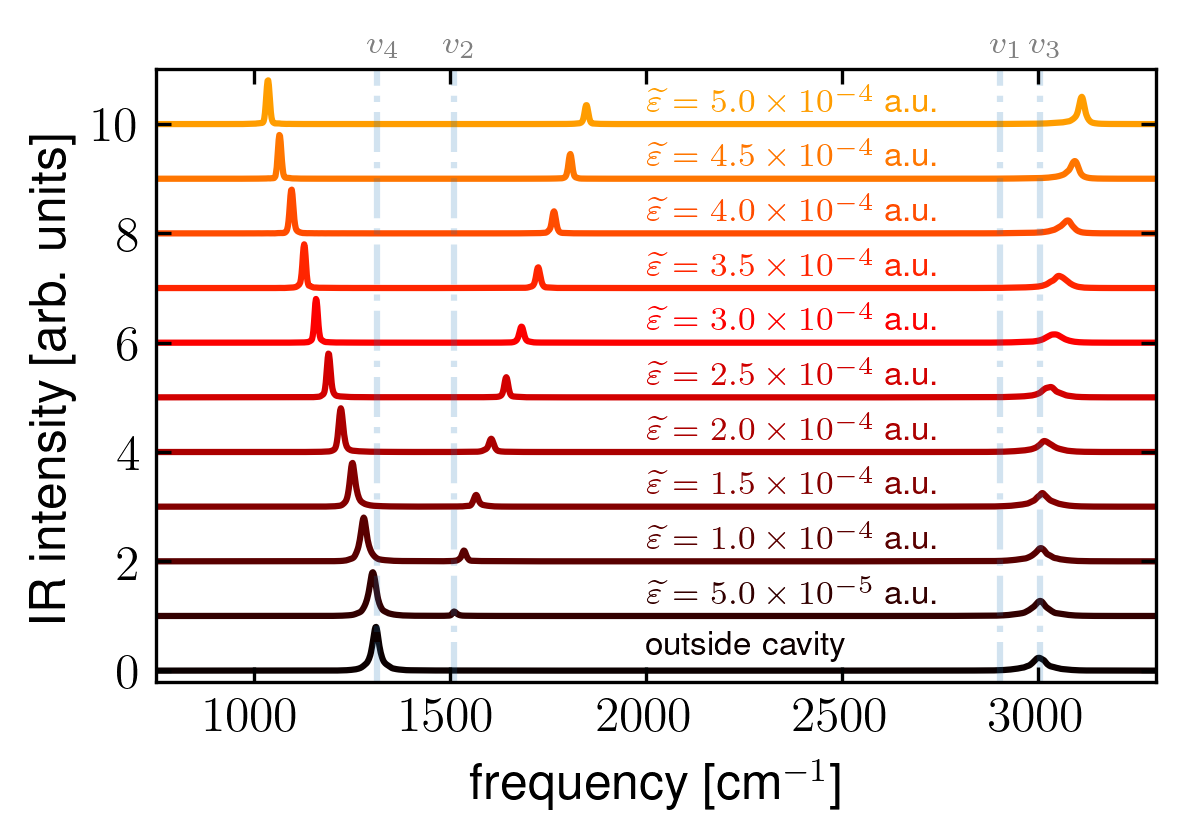 v₄ v₂ v₁ v₃
IR intensity [arb. units]
10
8
6
4
2
0
ε̃ = 5.0 × 10⁻⁴ a.u.
ε̃ = 4.5 × 10⁻⁴ a.u.
ε̃ = 4.0 × 10⁻⁴ a.u.
ε̃ = 3.5 × 10⁻⁴ a.u.
ε̃ = 3.0 × 10⁻⁴ a.u.
ε̃ = 2.5 × 10⁻⁴ a.u.
ε̃ = 2.0 × 10⁻⁴ a.u.
ε̃ = 1.5 × 10⁻⁴ a.u.
ε̃ = 1.0 × 10⁻⁴ a.u.
ε̃ = 5.0 × 10⁻⁵ a.u.
outside cavity
1000 1500 2000 2500 3000
frequency [cm⁻¹]